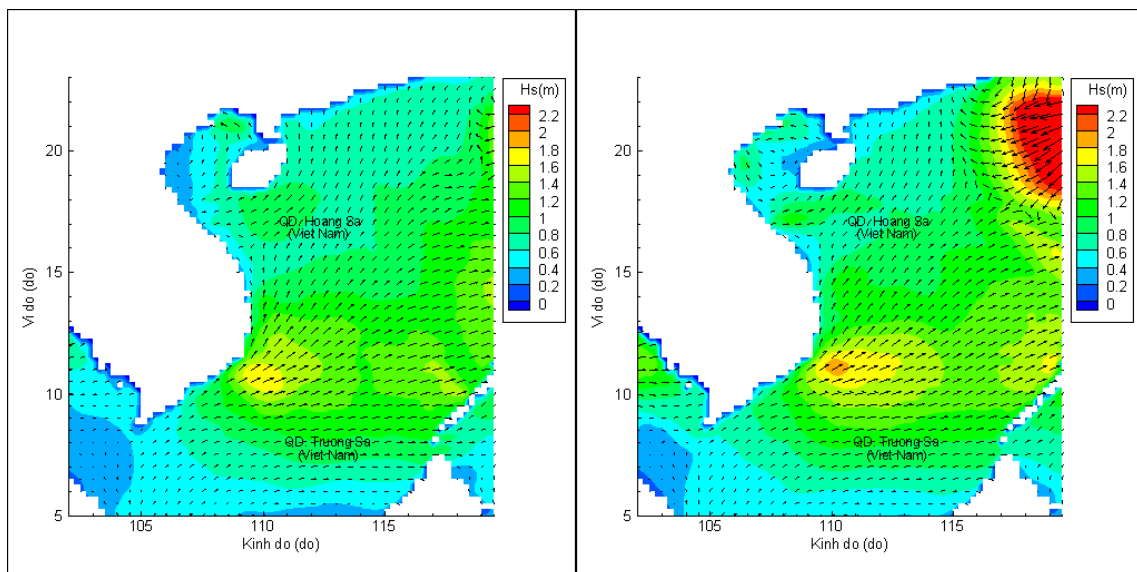 Hs(m)
2.2
2
1.8
1.6
1.4
1.2
1
0.8
0.6
0.4
0.2
0
20
15
10
5
105
110
115
Vi do (do)
Kinh do (do)
QD. Hoang Sa
(Viet Nam)
QD. Truong Sa
(Viet Nam)
Hs(m)
2.2
2
1.8
1.6
1.4
1.2
1
0.8
0.6
0.4
0.2
0
20
15
10
5
105
110
115
Vi do (do)
Kinh do (do)
QD. Hoang Sa
(Viet Nam)
QD. Truong Sa
(Viet Nam)